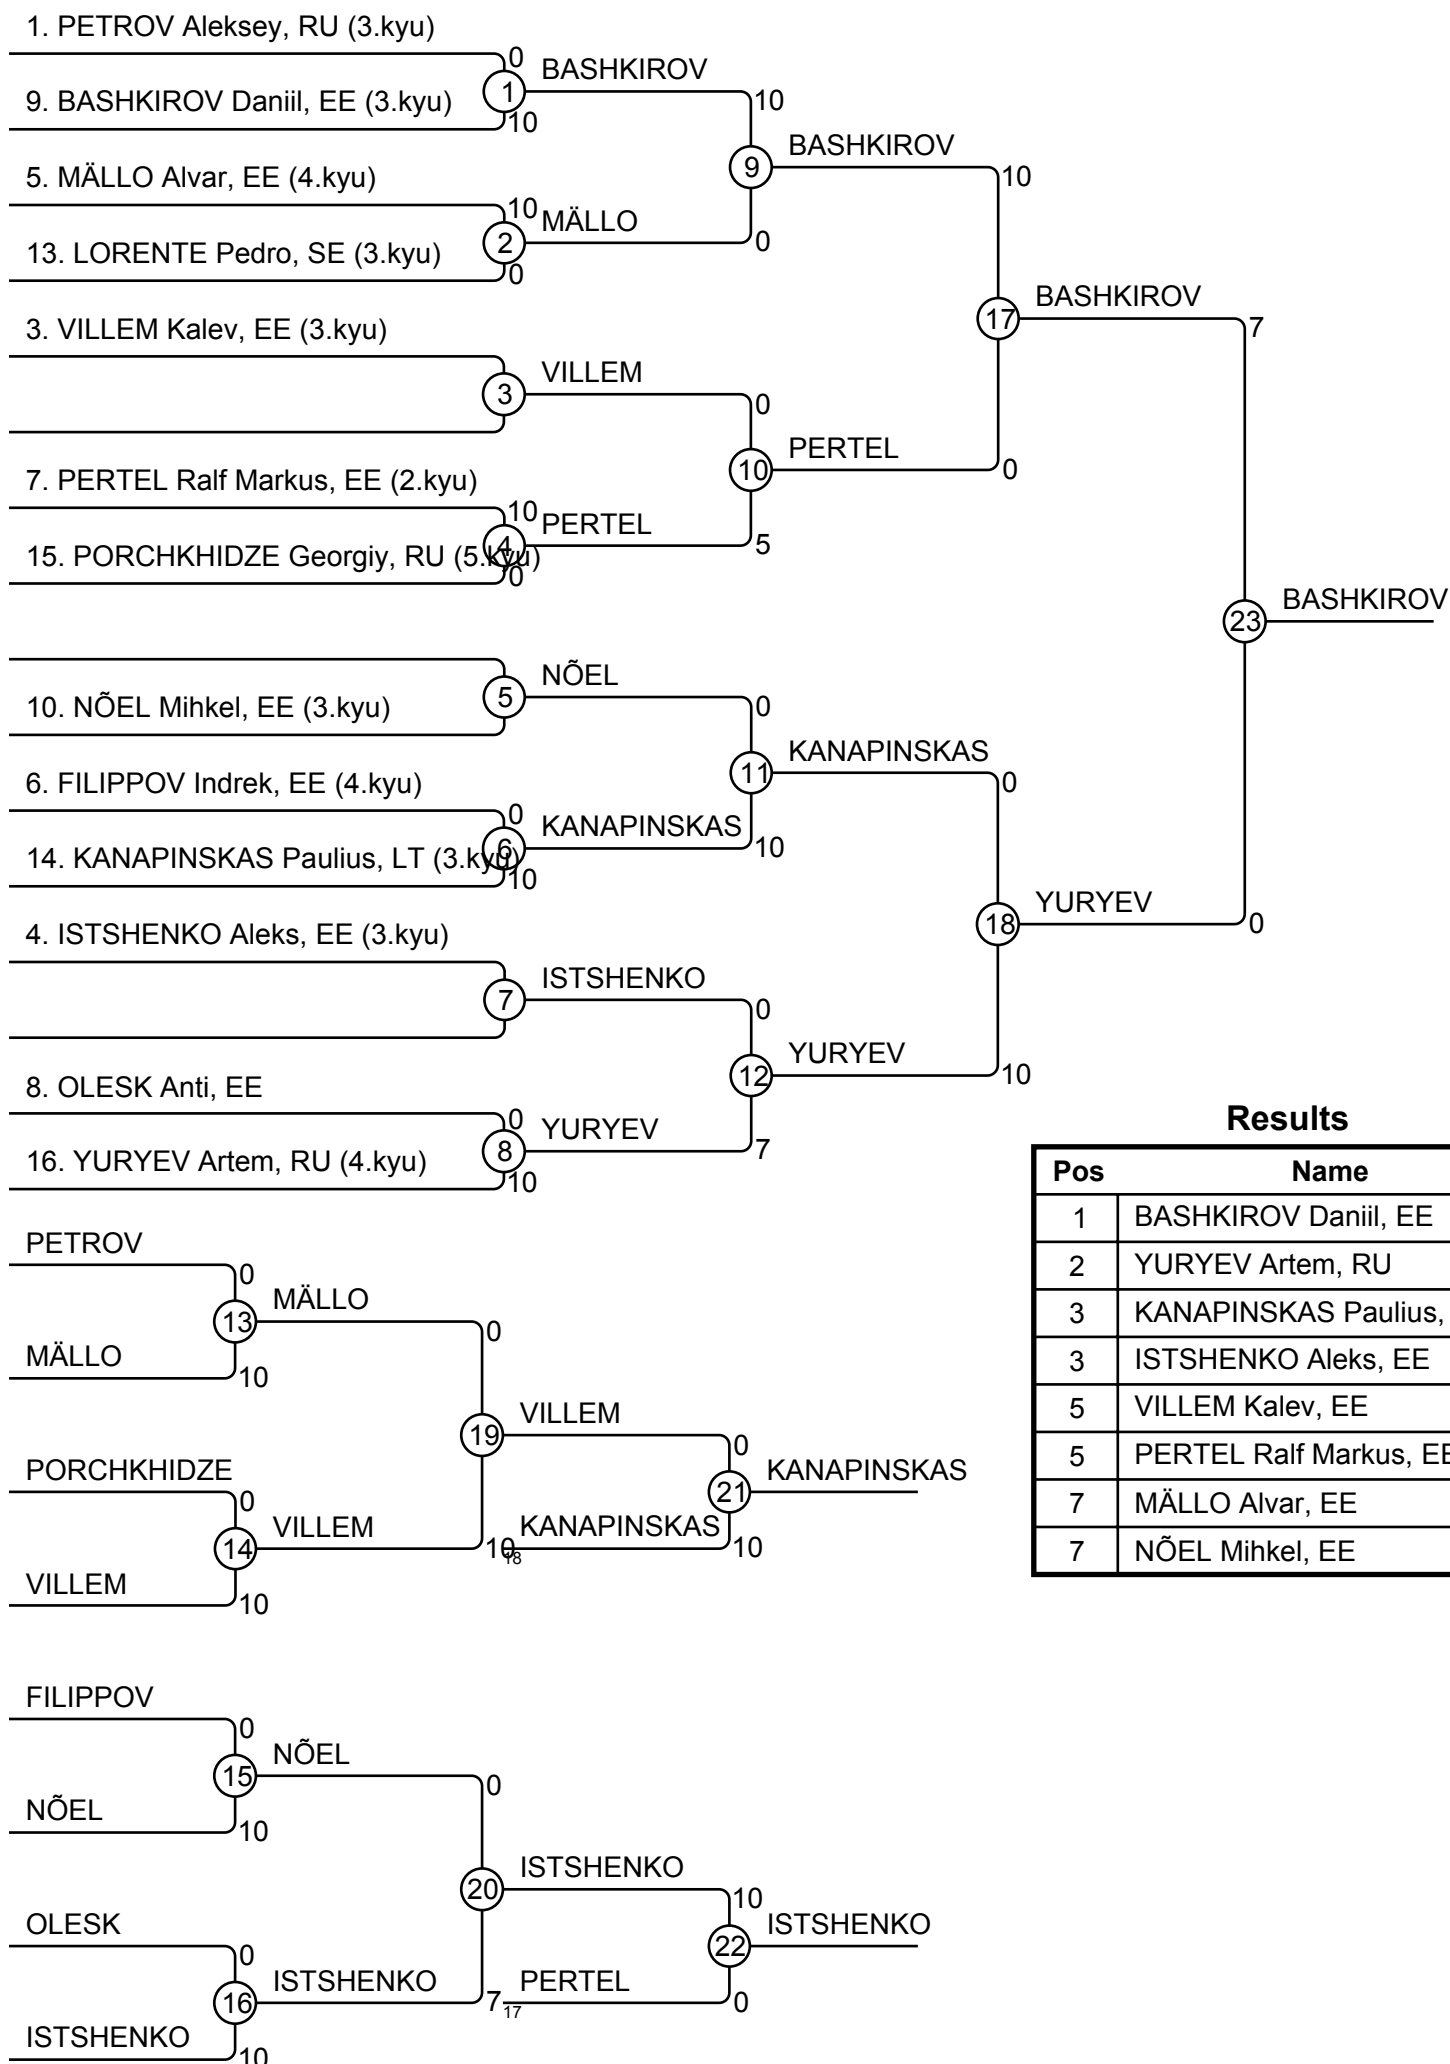 1. PETROV Aleksey, RU (3.kyu)
0
1
BASHKIROV
9. BASHKIROV Daniil, EE (3.kyu)
10
10
9
BASHKIROV
5. MÄLLO Alvar, EE (4.kyu)
10
2
MÄLLO
0
13. LORENTE Pedro, SE (3.kyu)
0
10
17
BASHKIROV
7
3. VILLEM Kalev, EE (3.kyu)
3
VILLEM
0
10
PERTEL
0
7. PERTEL Ralf Markus, EE (2.kyu)
10
4
PERTEL
5
15. PORCHKHIDZE Georgiy, RU (5.kyu)
0
23
BASHKIROV
5
NÕEL
0
10. NÕEL Mihkel, EE (3.kyu)
11
KANAPINSKAS
0
6. FILIPPOV Indrek, EE (4.kyu)
0
6
KANAPINSKAS
10
14. KANAPINSKAS Paulius, LT (3.kyu)
10
18
YURYEV
0
4. ISTSHENKO Aleks, EE (3.kyu)
7
ISTSHENKO
0
12
YURYEV
10
8. OLESK Anti, EE
0
8
YURYEV
7
16. YURYEV Artem, RU (4.kyu)
10
Results
Pos Name
1 BASHKIROV Daniil, EE
2 YURYEV Artem, RU
3 KANAPINSKAS Paulius,
3 ISTSHENKO Aleks, EE
5 VILLEM Kalev, EE
5 PERTEL Ralf Markus, EE
7 MÄLLO Alvar, EE
7 NÕEL Mihkel, EE
PETROV
0
13
MÄLLO
0
MÄLLO
10
19
VILLEM
0
PORCHKHIDZE
0
14
VILLEM
10
VILLEM
10
18
KANAPINSKAS
10
21
KANAPINSKAS
FILIPPOV
0
15
NÕEL
0
NÕEL
10
20
ISTSHENKO
10
OLESK
0
16
ISTSHENKO
7
ISTSHENKO
10
17
PERTEL
0
22
ISTSHENKO